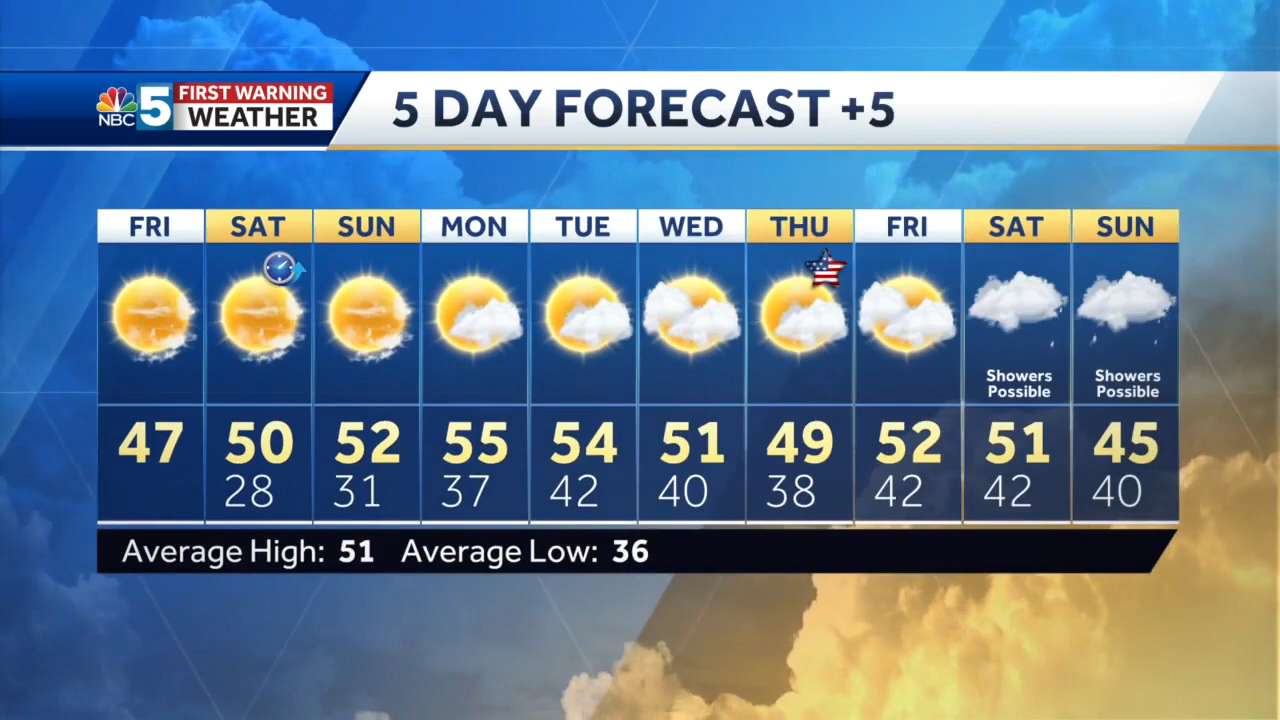 NBC 5 FIRST WARNING
WEATHER
5 DAY FORECAST +5
FRI SAT SUN MON TUE WED THU FRI SAT SUN
Showers Showers
Possible Possible
47 50 52 55 54 51 49 52 51 45
28 31 37 42 40 38 42 42 40
Average High: 51 Average Low: 36